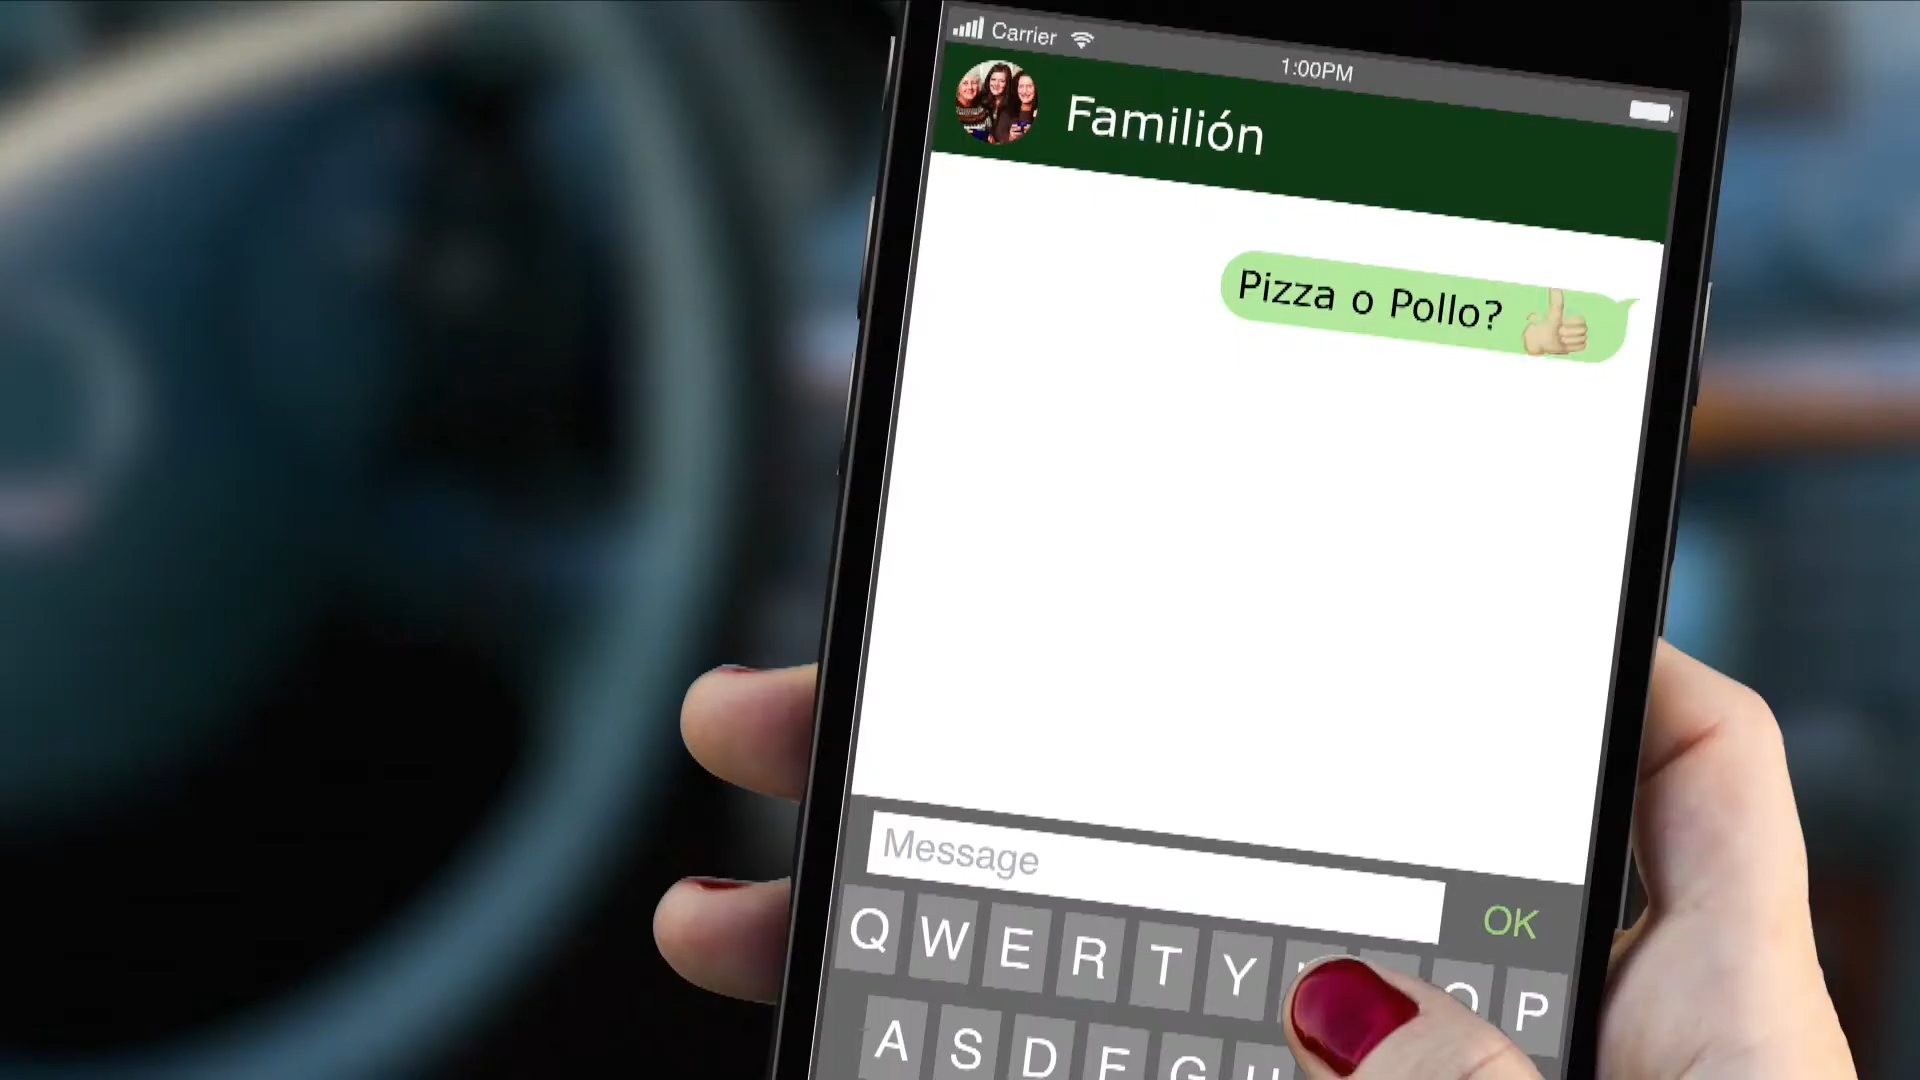 Carrier
1:00PM
Familión
Pizza o Pollo?
Message
OK
Q W E R T Y O P
A S D F G H